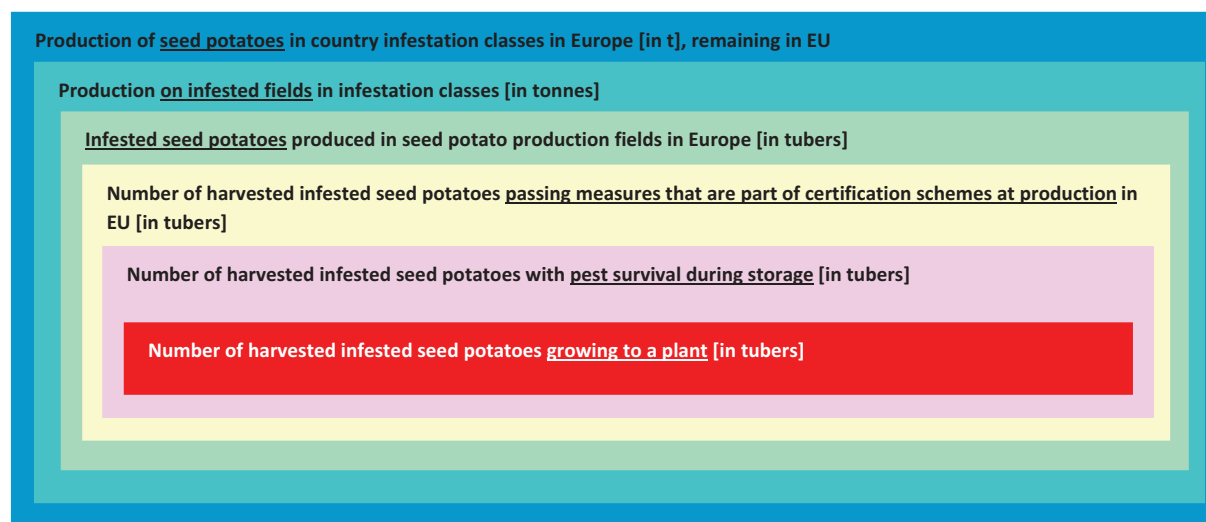 Production of seed potatoes in country infestation classes in Europe [in t], remaining in EU
Production on infested fields in infestation classes [in tonnes]
Infested seed potatoes produced in seed potato production fields in Europe [in tubers]
Number of harvested infested seed potatoes passing measures that are part of certification schemes at production in
EU [in tubers]
Number of harvested infested seed potatoes with pest survival during storage [in tubers]
Number of harvested infested seed potatoes growing to a plant [in tubers]